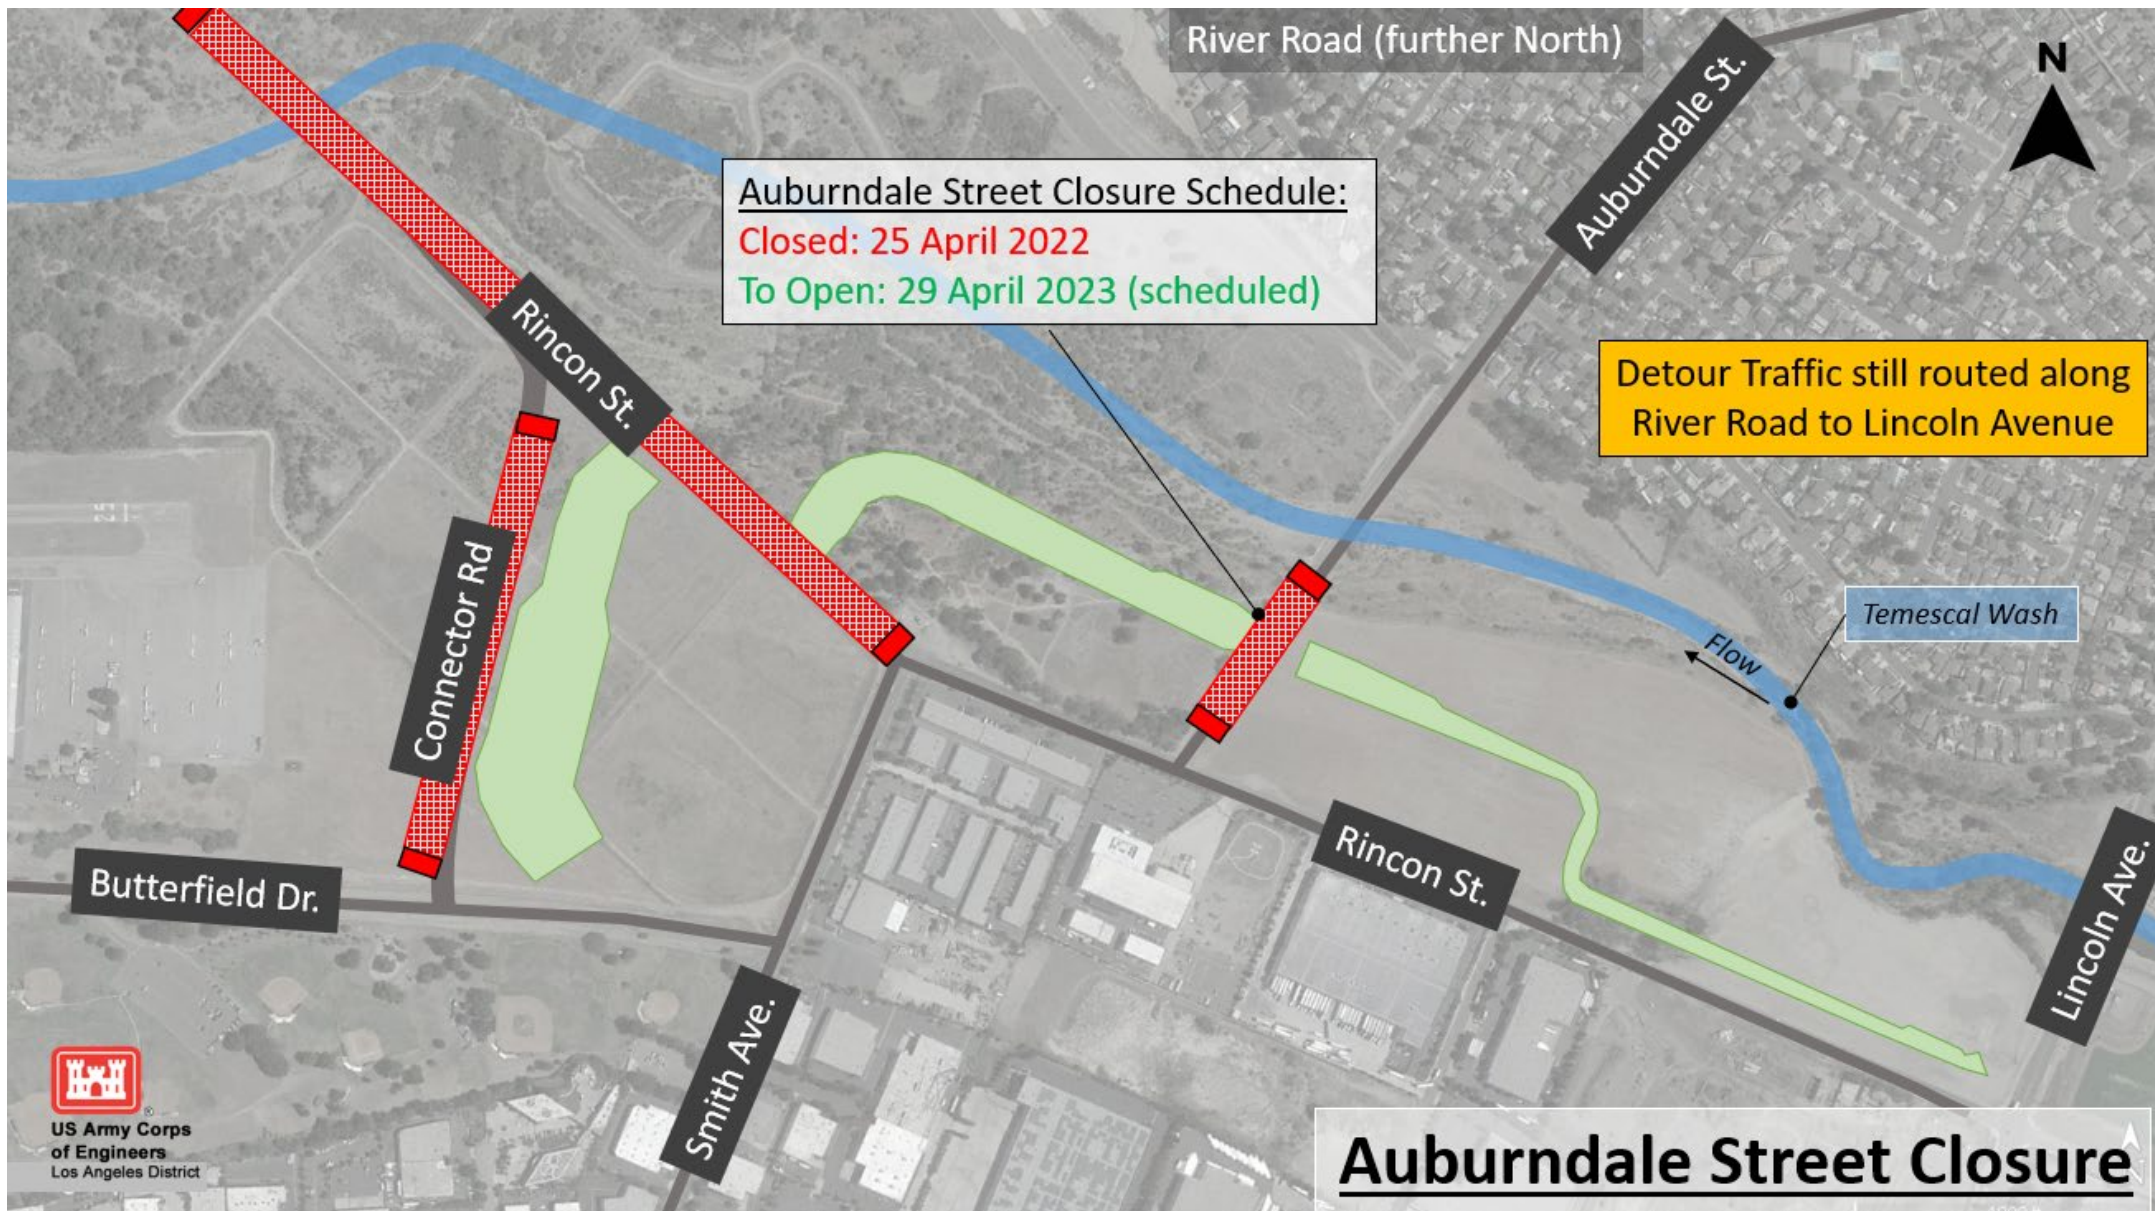 River Road (further North)
N
Auburndale St.
Auburndale Street Closure Schedule:
Closed: 25 April 2022
To Open: 29 April 2023 (scheduled)
Rincon St.
Detour Traffic still routed along
River Road to Lincoln Avenue
Connector Rd
Temescal Wash
Flow
Butterfield Dr.
Rincon St.
Lincoln Ave.
Smith Ave.
US Army Corps
of Engineers
®
Los Angeles District
Auburndale Street Closure